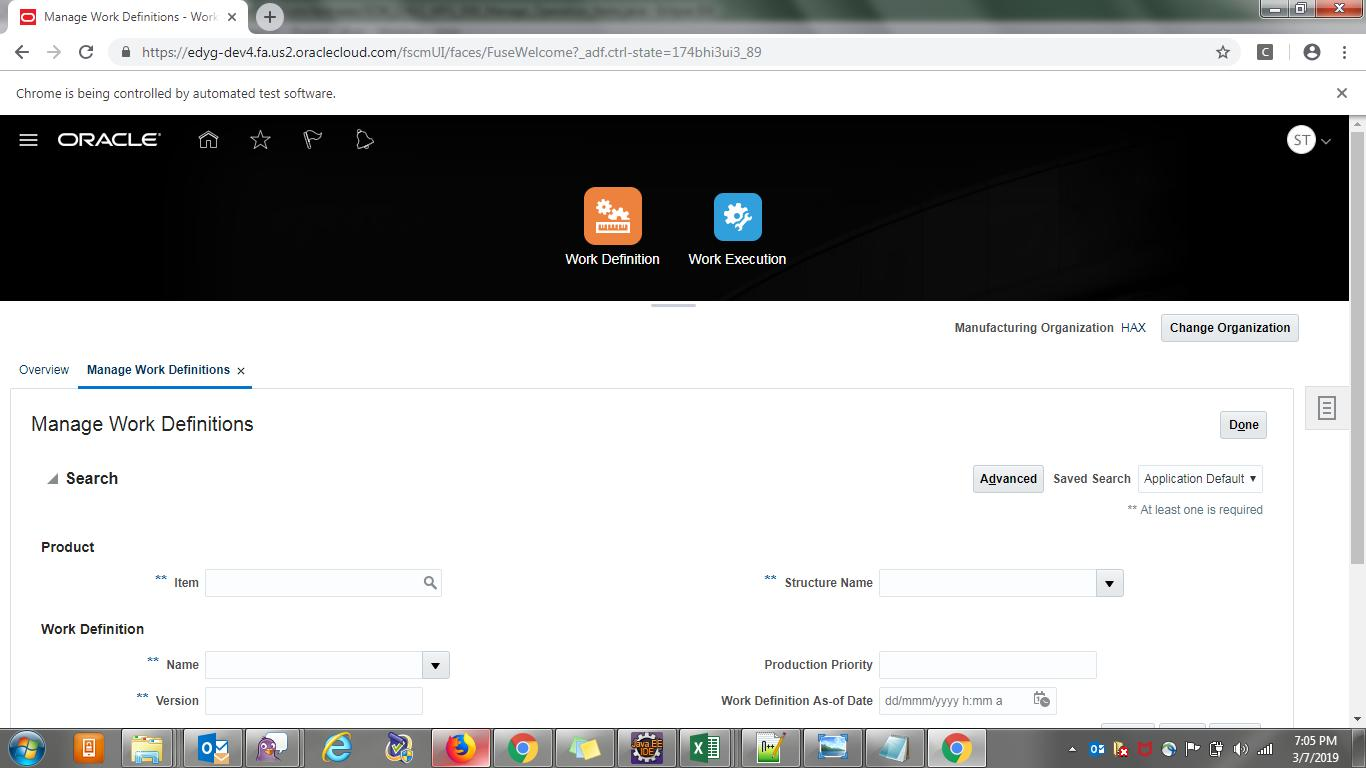 Manage Work Definitions - Work
https://edyg-dev4.fa.us2.oraclecloud.com/fscmUI/faces/FuseWelcome?_adf.ctrl-state=174bhi3ui3_89
C
Chrome is being controlled by automated test software.
ORACLE
ST
Work Definition
Work Execution
Manufacturing Organization HAX Change Organization
Overview Manage Work Definitions
Manage Work Definitions Done
Search Advanced Saved Search Application Default
** At least one is required
Product
** Item ** Structure Name
Work Definition
** Name Production Priority
** Version Work Definition As-of Date dd/mmm/yyyy h:mm a
Java EE
IDE
7:05 PM
3/7/2019